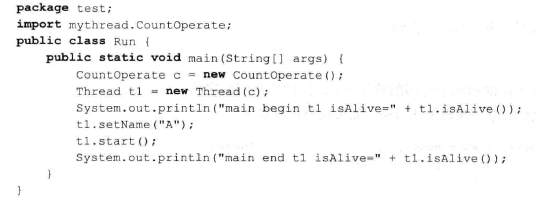 package test;
import mythread.CountOperate;
public class Run {
    public static void main(String[] args) {
        CountOperate c = new CountOperate();
        Thread t1 = new Thread(c);
        System.out.println("main begin t1 isAlive=" + t1.isAlive());
        t1.setName("A");
        t1.start();
        System.out.println("main end t1 isAlive=" + t1.isAlive());
    }
}